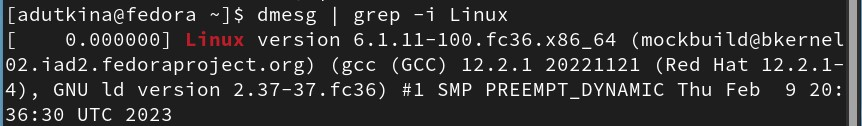 [adutkina@fedora ~]$ dmesg | grep -i Linux
[    0.000000] Linux version 6.1.11-100.fc36.x86_64 (mockbuild@bkernel
02.iad2.fedoraproject.org) (gcc (GCC) 12.2.1 20221121 (Red Hat 12.2.1-
4), GNU ld version 2.37-37.fc36) #1 SMP PREEMPT_DYNAMIC Thu Feb  9 20:
36:30 UTC 2023